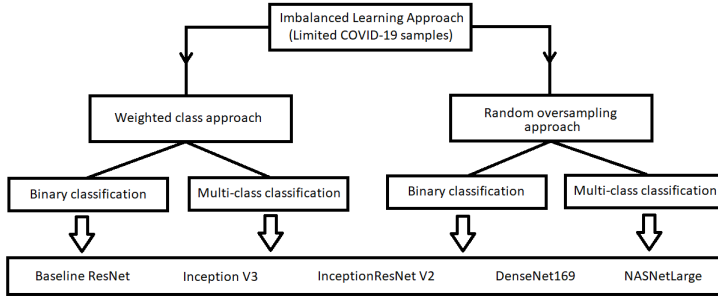 Imbalanced Learning Approach
(Limited COVID-19 samples)
Weighted class approach
Random oversampling
approach
Binary classification
Multi-class classification
Binary classification
Multi-class classification
Baseline ResNet
Inception V3
InceptionResNet V2
DenseNet169
NASNetLarge